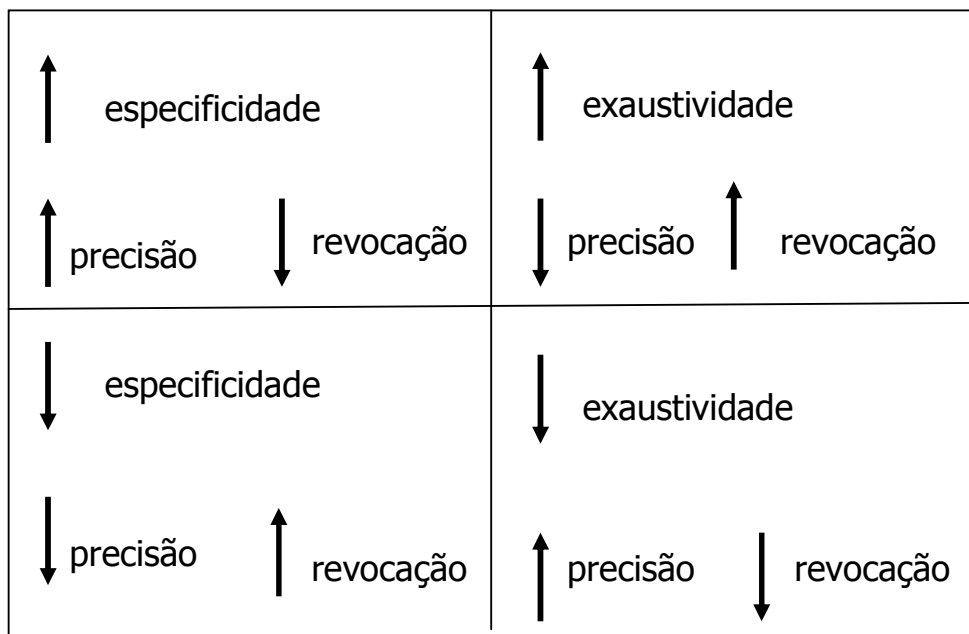 especificidade
precisão
revocação
exaustividade
precisão
revocação
especificidade
precisão
revocação
exaustividade
precisão
revocação